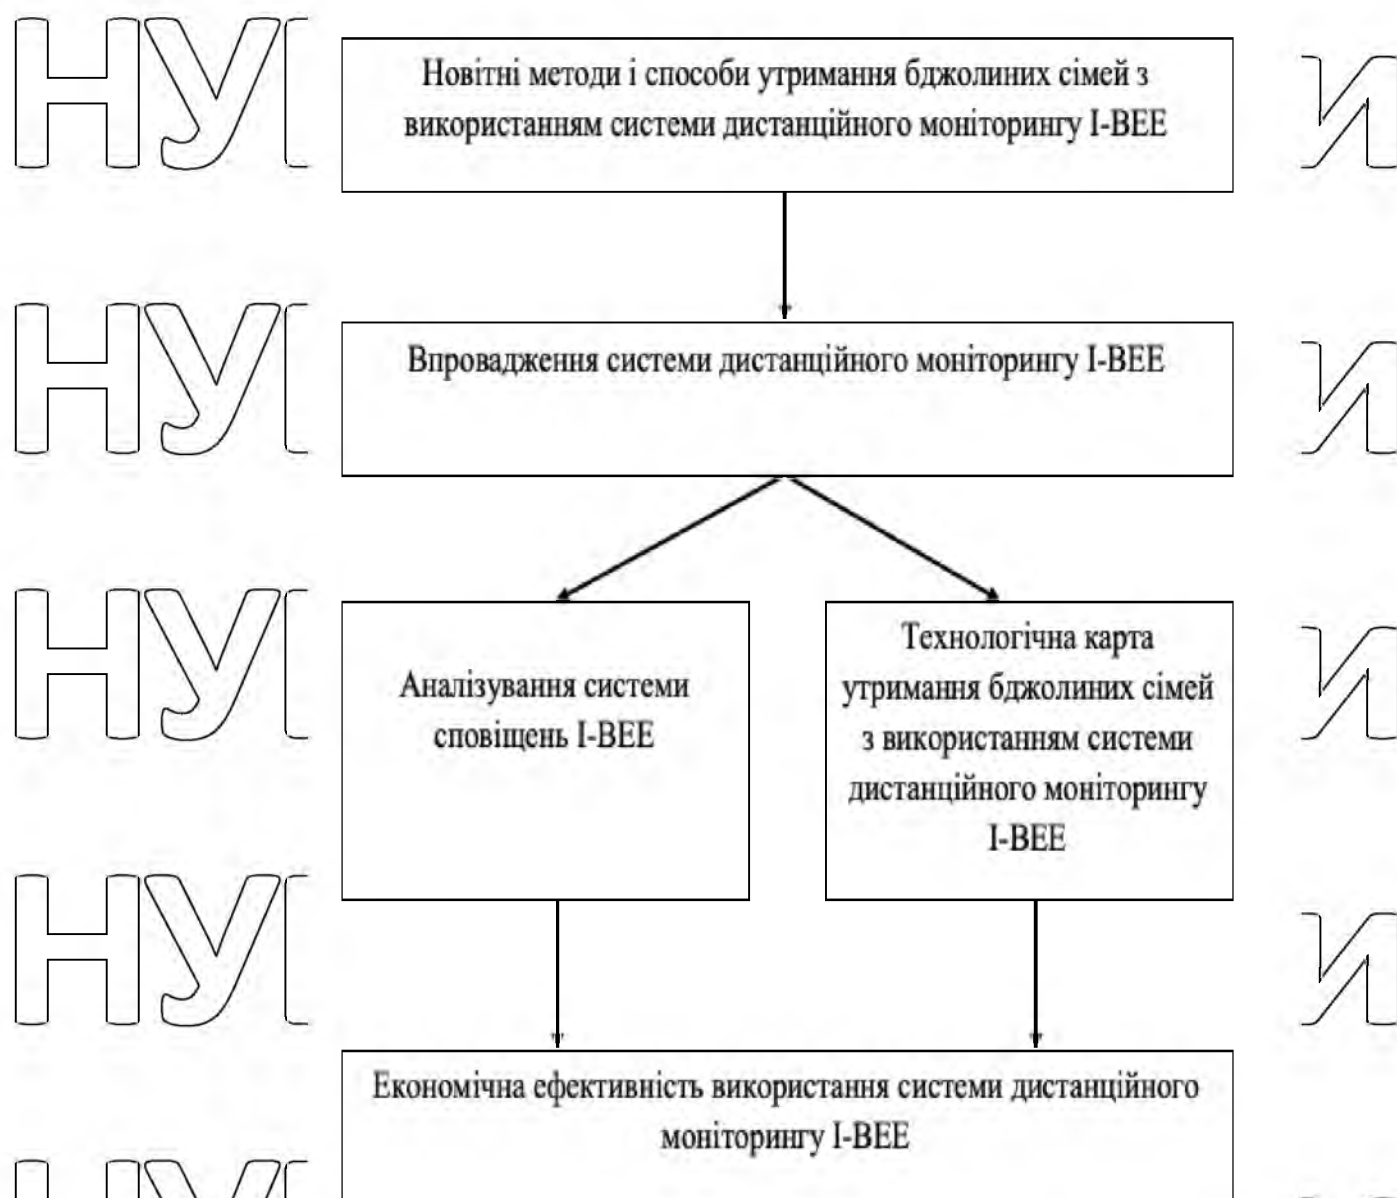 Новітні методи і способи утримання бджолиних сімей з
використанням системи дистанційного моніторингу I-BEE
Впровадження системи дистанційного моніторингу I-BEE
Аналізування системи
сповіщень I-BEE
Технологічна карта
утримання бджолиних сімей
з використанням системи
дистанційного моніторингу
I-BEE
Економічна ефективність використання системи дистанційного
моніторингу I-BEE